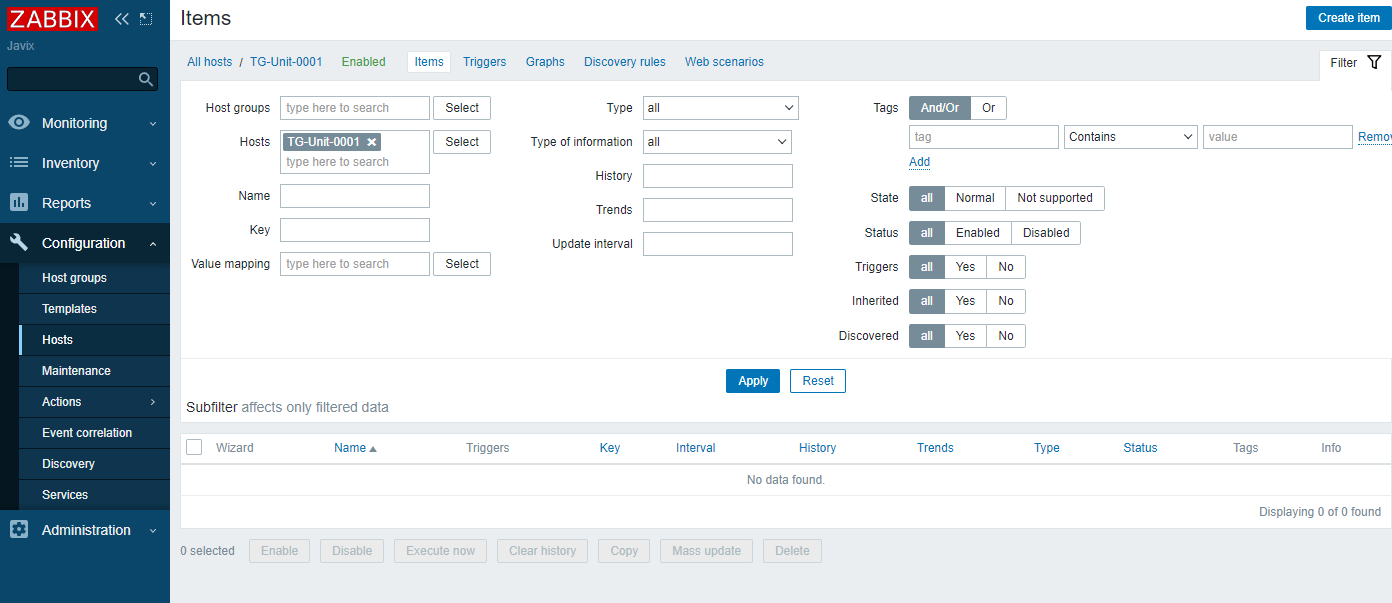 ZABBIX
Javix
Monitoring
Inventory
Reports
Configuration
Host groups
Templates
Hosts
Maintenance
Actions
Event correlation
Discovery
Services
Administration
Items
Create item
All hosts / TG-Unit-0001 Enabled Items Triggers Graphs Discovery rules Web scenarios
Filter
Host groups type here to search Select
Hosts TG-Unit-0001 Select
type here to search
Name
Key
Value mapping type here to search Select
Type all
Type of information all
History
Trends
Update interval
Tags And/Or Or
tag Contains value Remov
Add
State all Normal Not supported
Status all Enabled Disabled
Triggers all Yes No
Inherited all Yes No
Discovered all Yes No
Apply Reset
Subfilter affects only filtered data
Wizard Name Triggers Key Interval History Trends Type Status Tags Info
No data found.
Displaying 0 of 0 found
0 selected Enable Disable Execute now Clear history Copy Mass update Delete